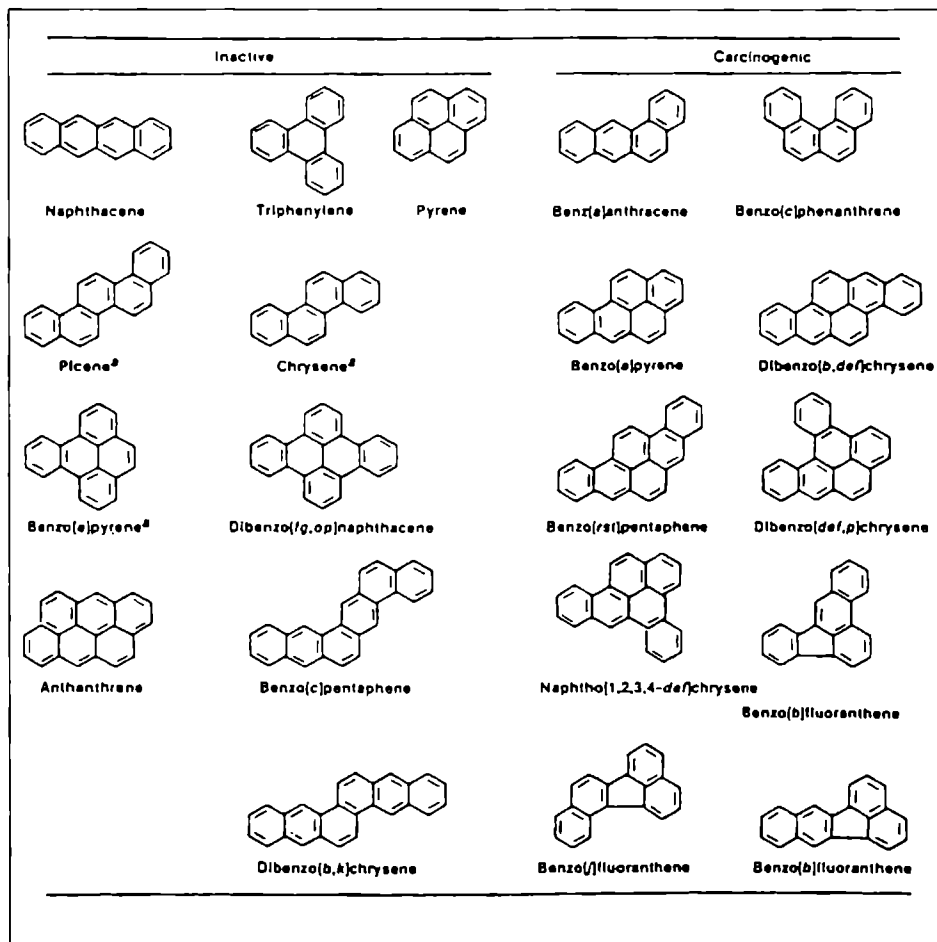 Inactive Carcinogenic
Naphthacene Triphenylene Pyrene Benz(a)anthracene Benzo(c)phenanthrene
Picene a Chrysene a Benzo(a)pyrene Dibenzo(b,def)chrysene
Benzo(e)pyrene a Dibenzo(fg,op)naphthacene Benzo(rst)pentaphene Dibenzo(def,p)chrysene
Anthanthrene Benzo(c)pentaphene Naphtho(1,2,3,4-def)chrysene
Benzo(b)fluoranthene
Dibenzo(b,k)chrysene Benzo(j)fluoranthene Benzo(b)fluoranthene